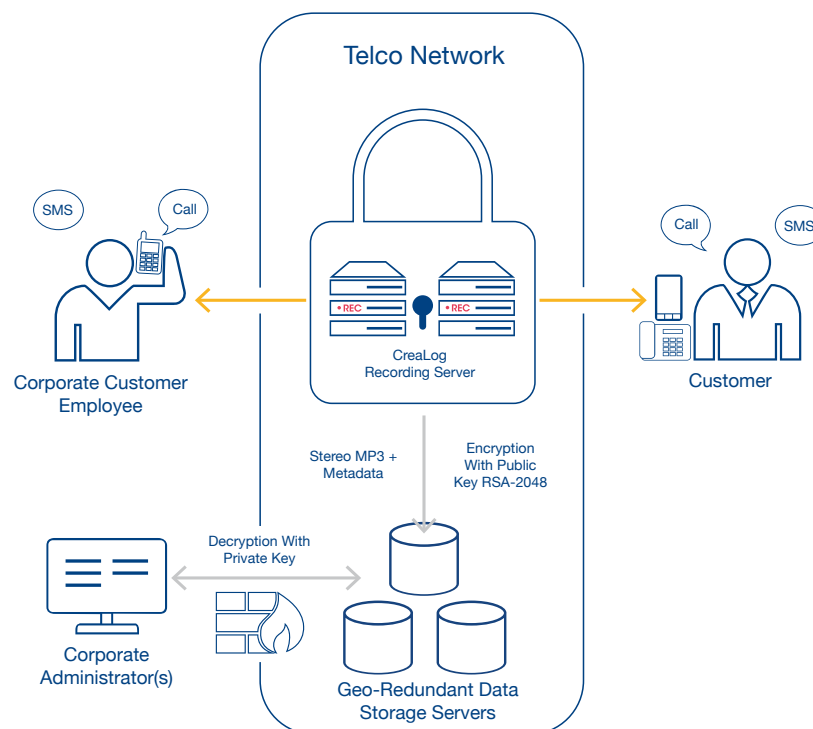 Telco Network
SMS
Call
Call
SMS
• REC
• REC
CreaLog
Recording Server
Corporate Customer
Employee
Customer
Stereo MP3 +
Metadata
Encryption
With Public
Key RSA-2048
Decryption With
Private Key
Corporate
Administrator(s)
Geo-Redundant Data
Storage Servers